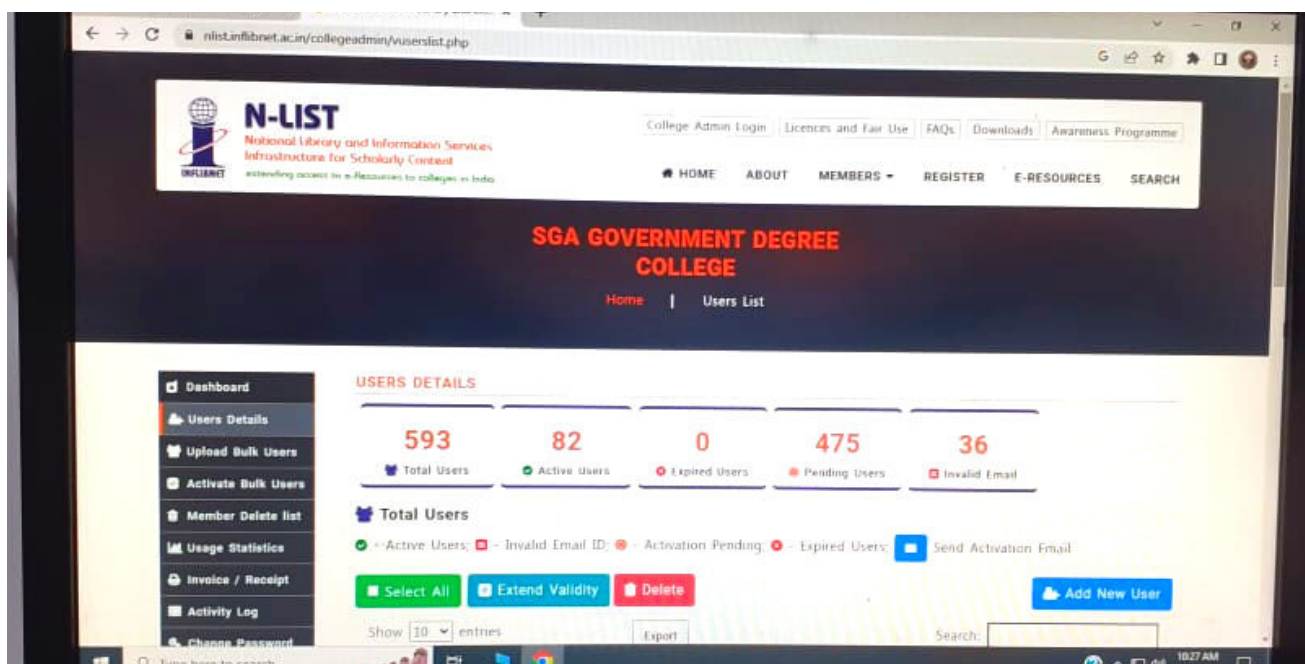 nlist.inflibnet.ac.in/collegeadmin/vuserslist.php
G
N-LIST
National Library and Information Services
Infrastructure for Scholarly Content
extending access to e-Resources to colleges in India
INFLIBNET
College Admin Login Licences and Fair Use FAQs Downloads Awareness Programme
HOME ABOUT MEMBERS REGISTER E-RESOURCES SEARCH
SGA GOVERNMENT DEGREE
COLLEGE
Home | Users List
Dashboard
Users Details
Upload Bulk Users
Activate Bulk Users
Member Delete list
Usage Statistics
Invoice / Receipt
Activity Log
Change Password
USERS DETAILS
593 82 0 475 36
Total Users Active Users Expired Users Pending Users Invalid Email
Total Users
- Active Users; - Invalid Email ID; - Activation Pending; - Expired Users; Send Activation Email
Select All Extend Validity Delete Add New User
Show 10 entries Export Search:
Type here to search 10:27 AM